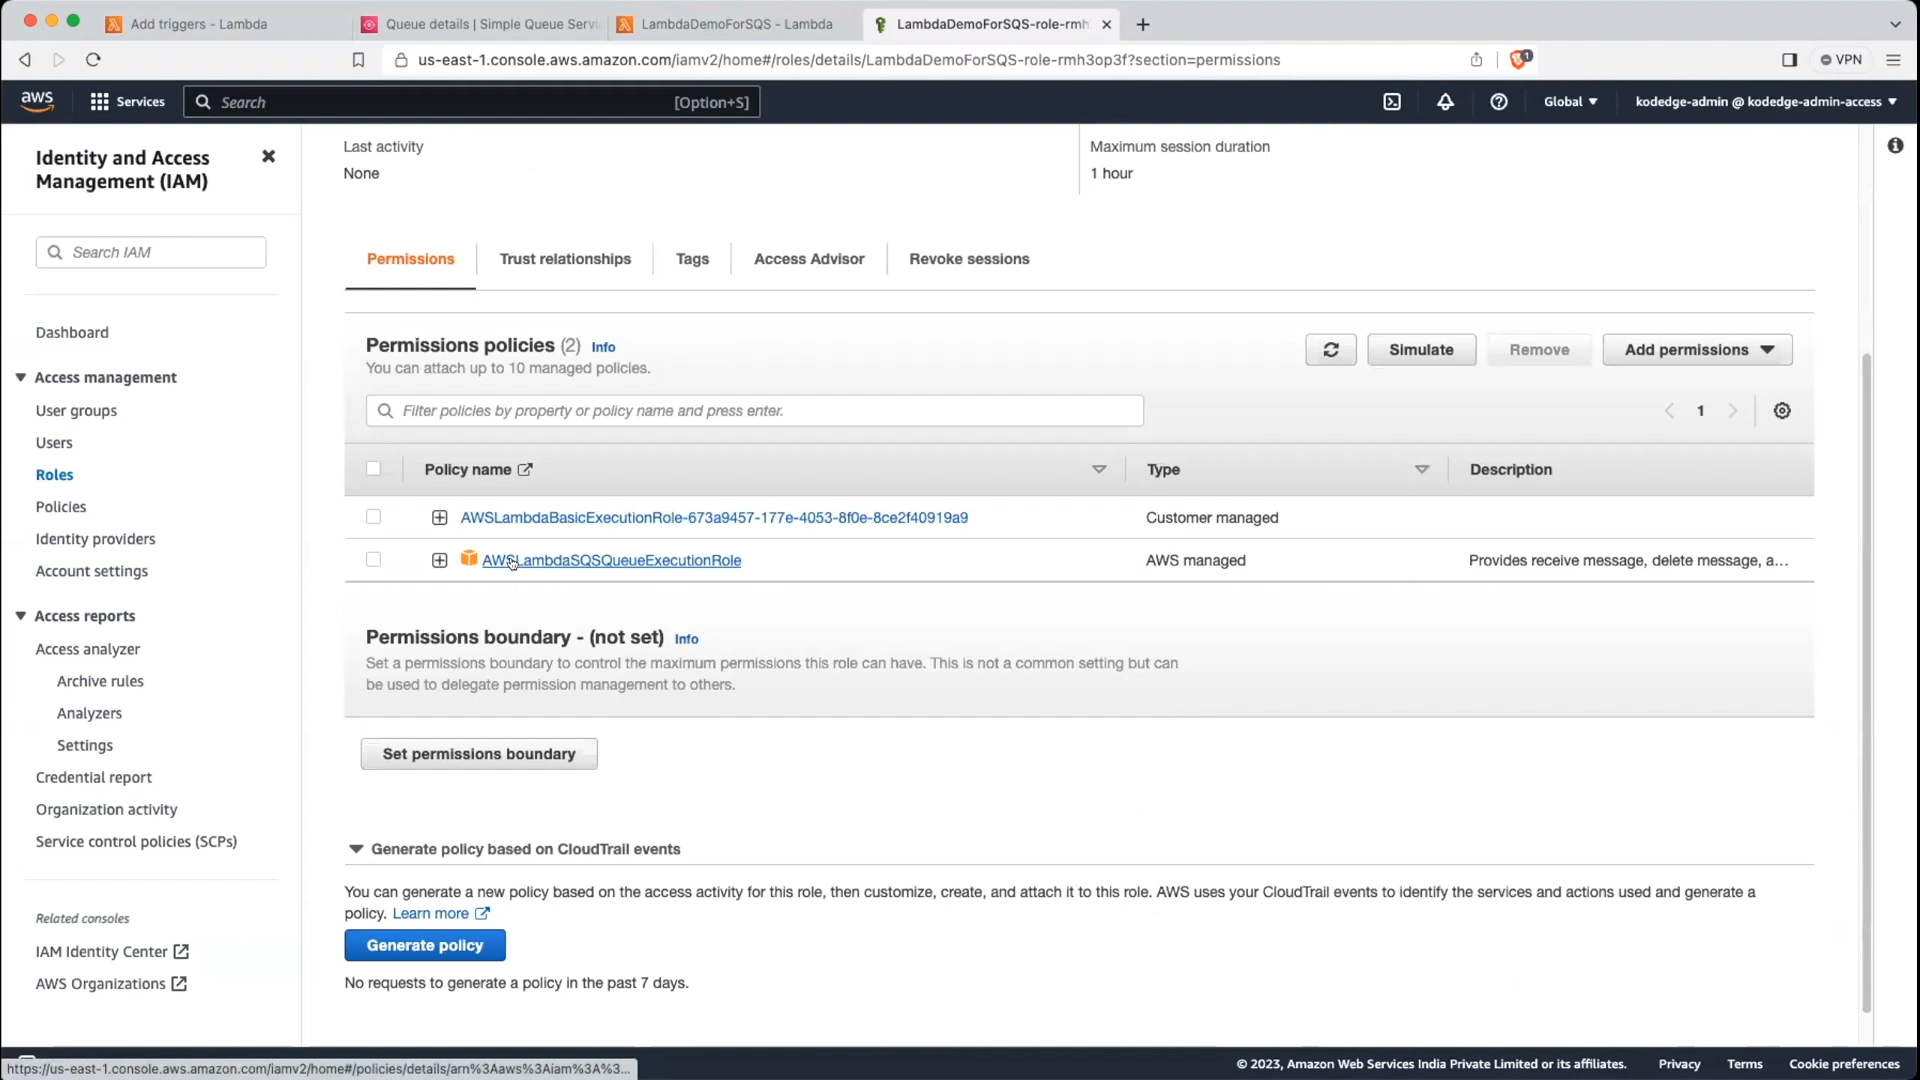 Add triggers - Lambda
Queue details | Simple Queue Servi
LambdaDemoForSQS - Lambda
LambdaDemoForSQS-role-rmh
us-east-1.console.aws.amazon.com/iamv2/home#/roles/details/LambdaDemoForSQS-role-rmh3op3f?section=permissions
1
VPN
aws
Services
Search
[Option+S]
Global
kodedge-admin @ kodedge-admin-access
Identity and Access
Management (IAM)
Search IAM
Dashboard
Access management
User groups
Users
Roles
Policies
Identity providers
Account settings
Access reports
Access analyzer
Archive rules
Analyzers
Settings
Credential report
Organization activity
Service control policies (SCPs)
Related consoles
IAM Identity Center
AWS Organizations
Last activity
None
Maximum session duration
1 hour
Permissions
Trust relationships
Tags
Access Advisor
Revoke sessions
Permissions policies (2) Info
You can attach up to 10 managed policies.
Simulate
Remove
Add permissions
Filter policies by property or policy name and press enter.
1
Policy name
Type
Description
AWSLambdaBasicExecutionRole-673a9457-177e-4053-8f0e-8ce2f40919a9
Customer managed
AWSLambdaSQSQueueExecutionRole
AWS managed
Provides receive message, delete message, a...
Permissions boundary - (not set) Info
Set a permissions boundary to control the maximum permissions this role can have. This is not a common setting but can
be used to delegate permission management to others.
Set permissions boundary
Generate policy based on CloudTrail events
You can generate a new policy based on the access activity for this role, then customize, create, and attach it to this role. AWS uses your CloudTrail events to identify the services and actions used and generate a
policy. Learn more
Generate policy
No requests to generate a policy in the past 7 days.
https://us-east-1.console.aws.amazon.com/iamv2/home#/policies/details/arn%3Aaws%3Aiam%3A%3...
© 2023, Amazon Web Services India Private Limited or its affiliates.
Privacy
Terms
Cookie preferences